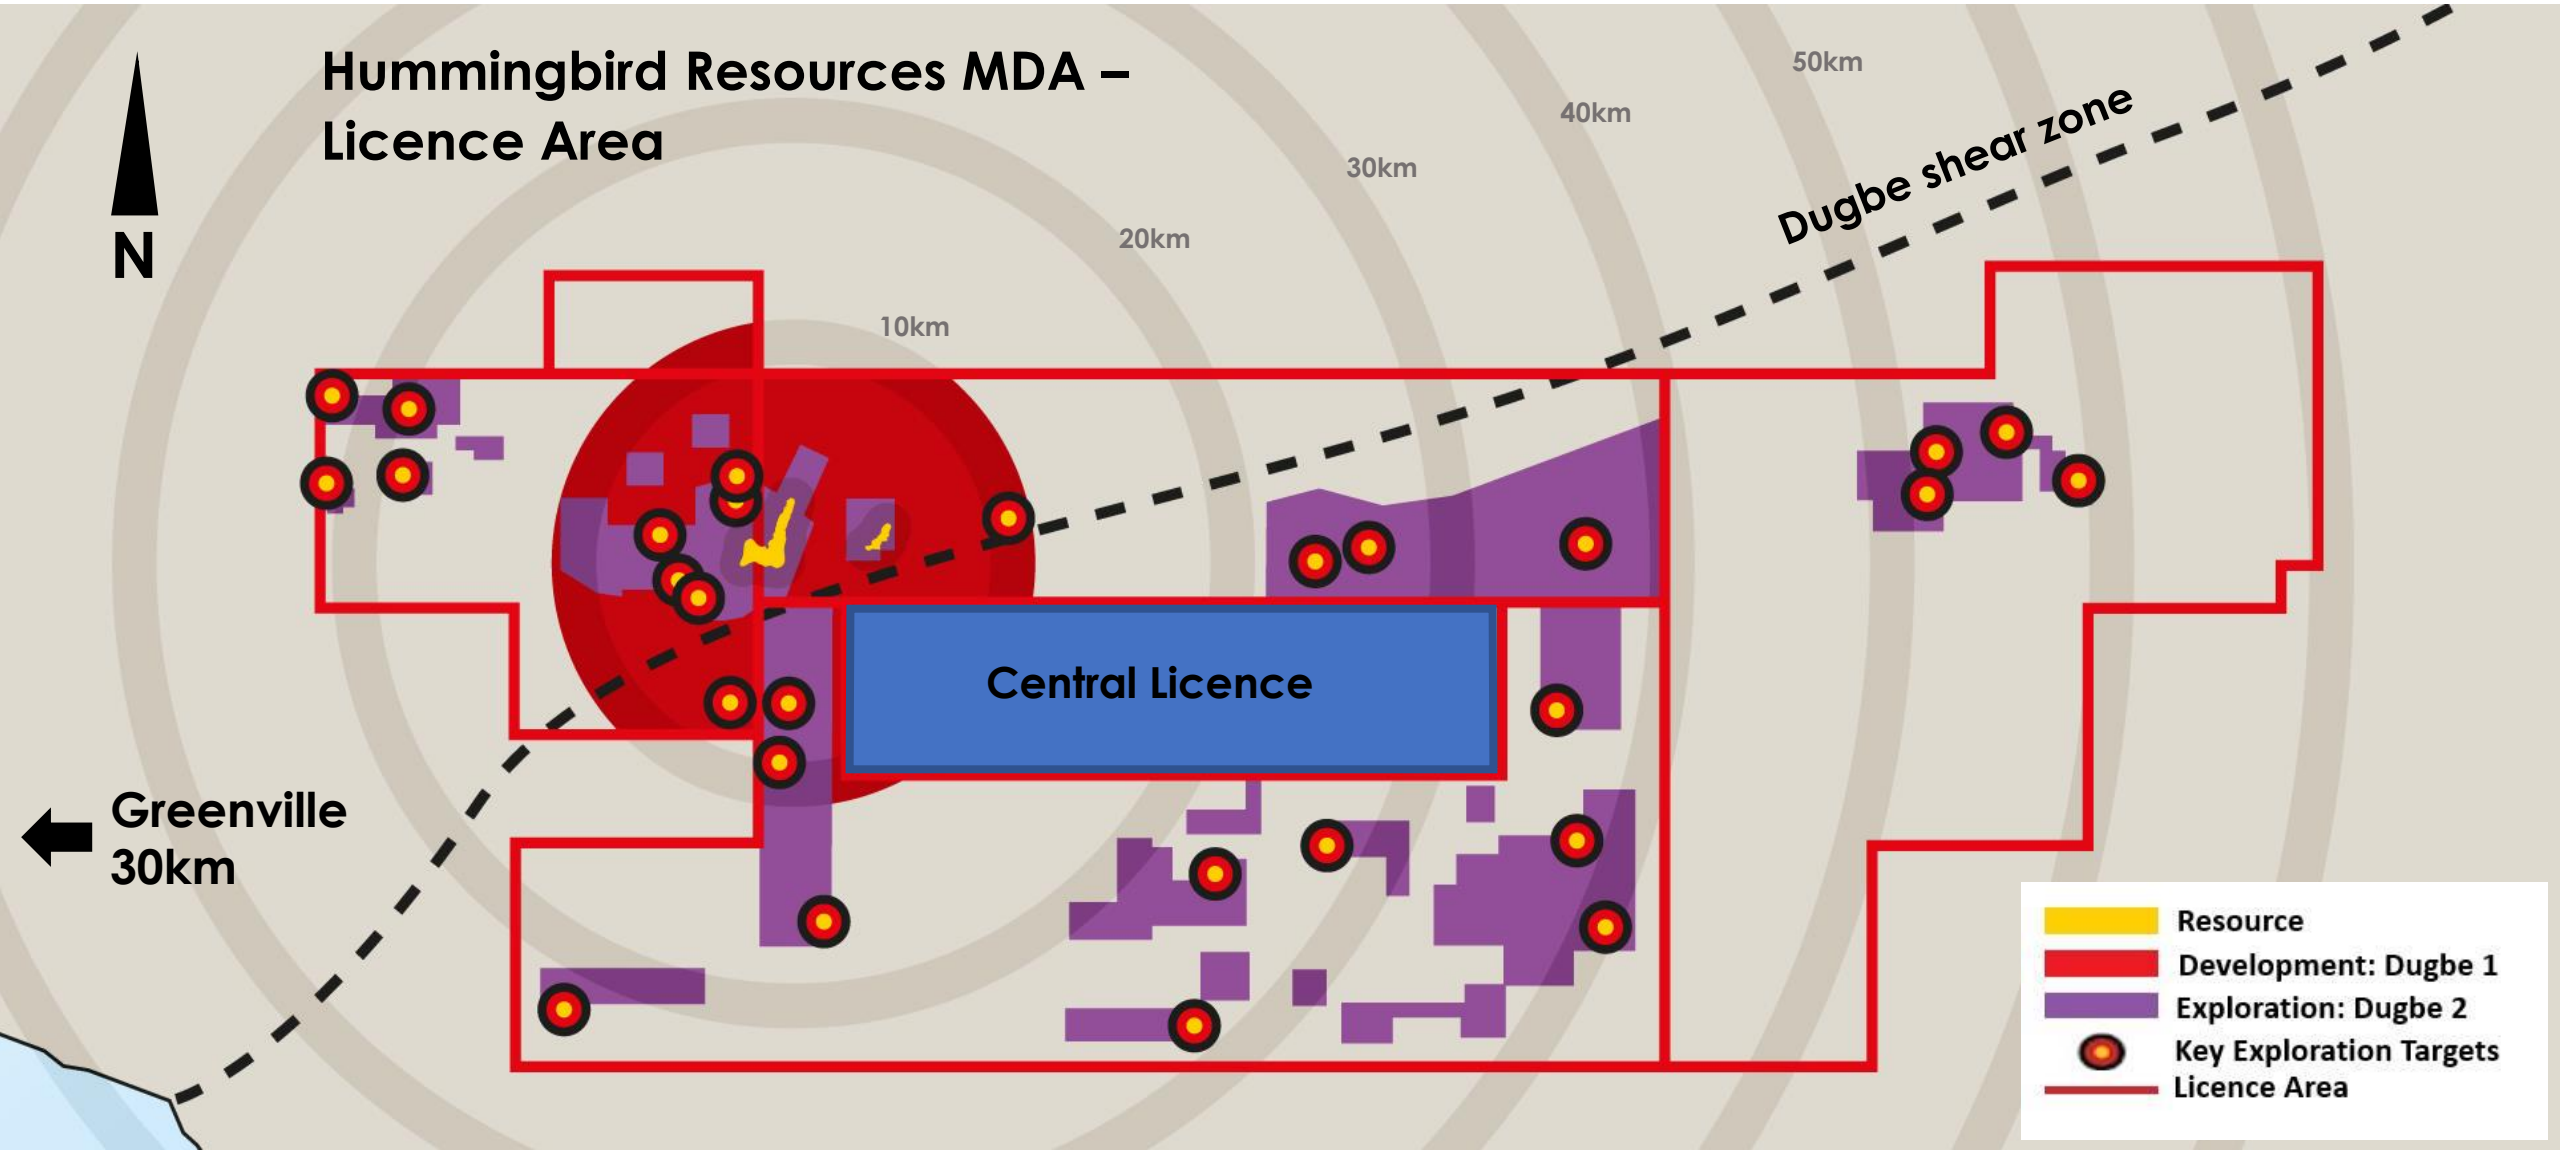 Hummingbird Resources MDA –
Licence Area
N
50km
40km
30km
20km
10km
Dugbe shear zone
Central Licence
Greenville
30km
Resource
Development: Dugbe 1
Exploration: Dugbe 2
Key Exploration Targets
Licence Area